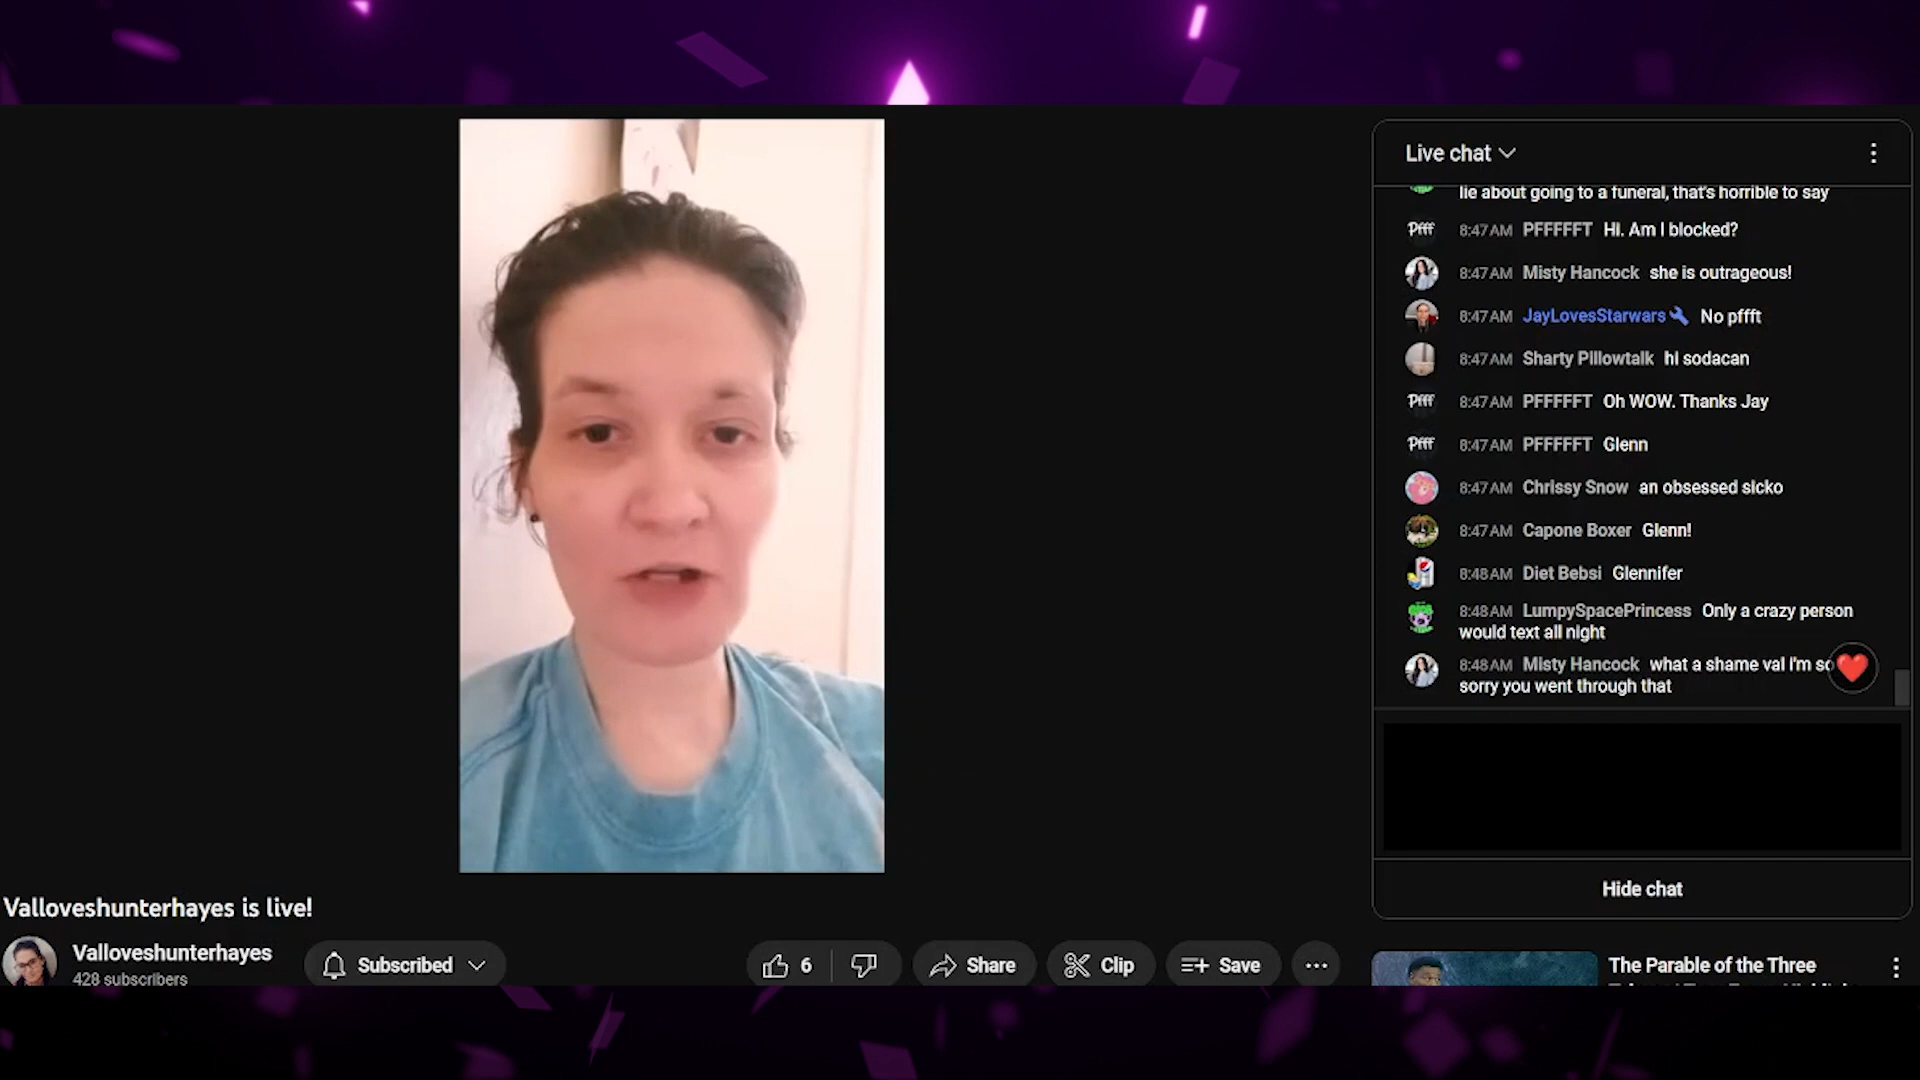 Live chat
lie about going to a funeral, that's horrible to say
Pfff 8:47 AM PFFFFFT Hi. Am I blocked?
8:47 AM Misty Hancock she is outrageous!
8:47 AM JayLovesStarwars No pffft
8:47 AM Sharty Pillowtalk hi sodacan
Pfff 8:47 AM PFFFFFT Oh WOW. Thanks Jay
Pfff 8:47 AM PFFFFFT Glenn
8:47 AM Chrissy Snow an obsessed sicko
8:47 AM Capone Boxer Glenn!
8:48 AM Diet Bebsi Glennifer
8:48 AM LumpySpacePrincess Only a crazy person
would text all night
8:48 AM Misty Hancock what a shame val i'm so
sorry you went through that
Hide chat
Valloveshunterhayes is live!
Valloveshunterhayes
428 subscribers
Subscribed
6
Share
Clip
Save
The Parable of the Three